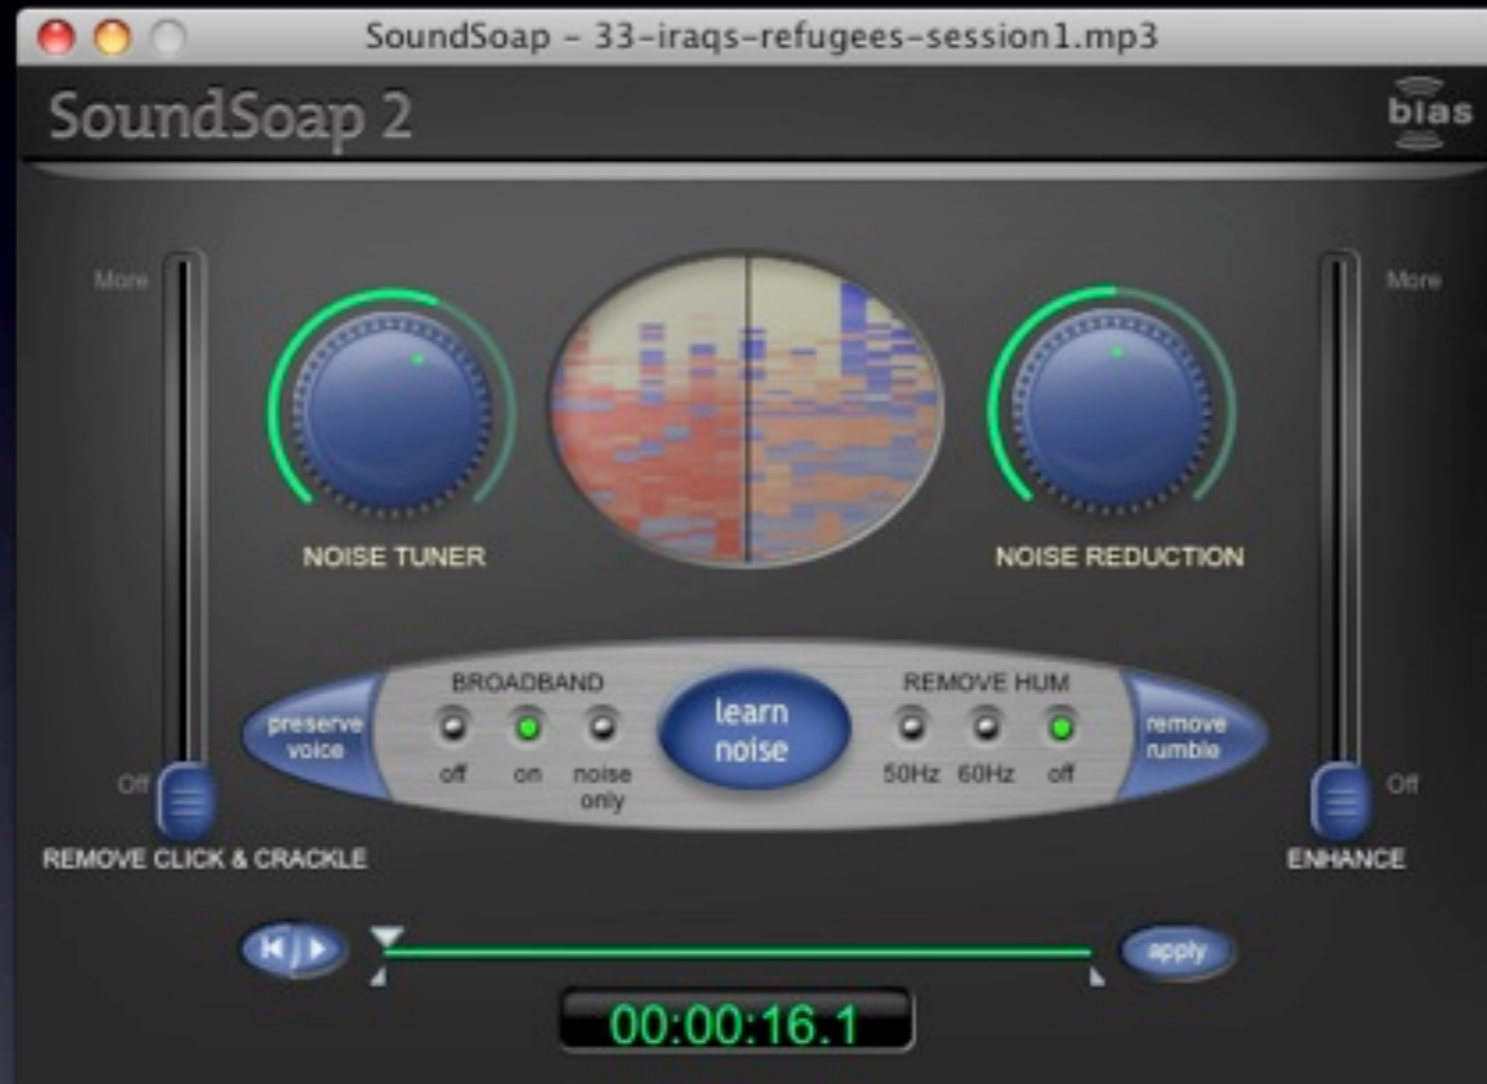 SoundSoap - 33-iraqs-refugees-session1.mp3
SoundSoap 2
bias
More
More
NOISE TUNER
NOISE REDUCTION
BROADBAND
REMOVE HUM
preserve
voice
learn
noise
remove
rumble
off
on
noise
only
50Hz
60Hz
off
Off
Off
REMOVE CLICK & CRACKLE
ENHANCE
apply
00:00:16.1